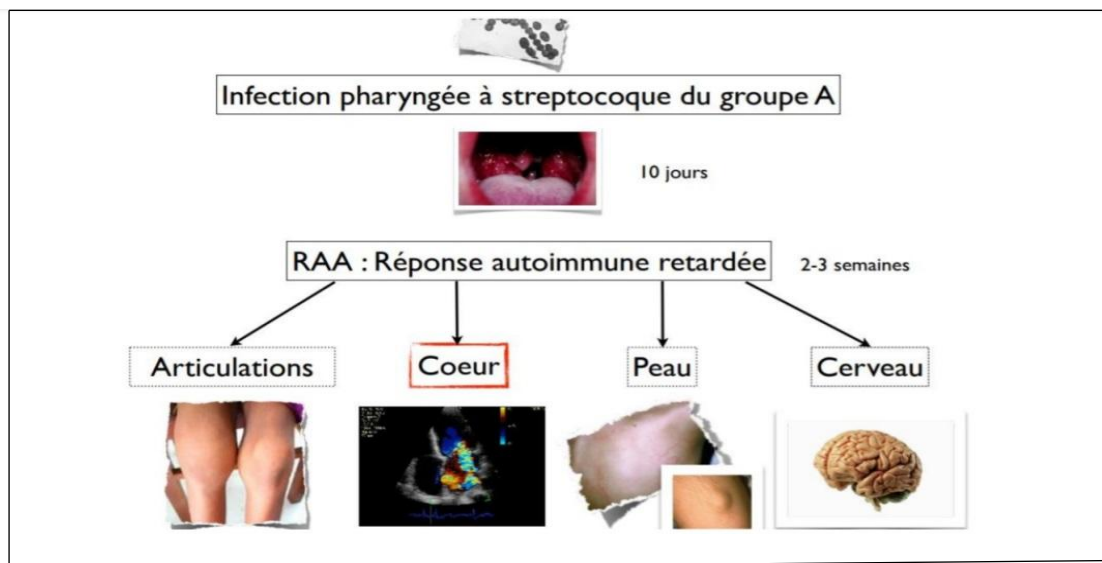 Infection pharyngée à streptocoque du groupe A
10 jours
RAA : Réponse autoimmune retardée
2-3 semaines
Articulations
Coeur
Peau
Cerveau